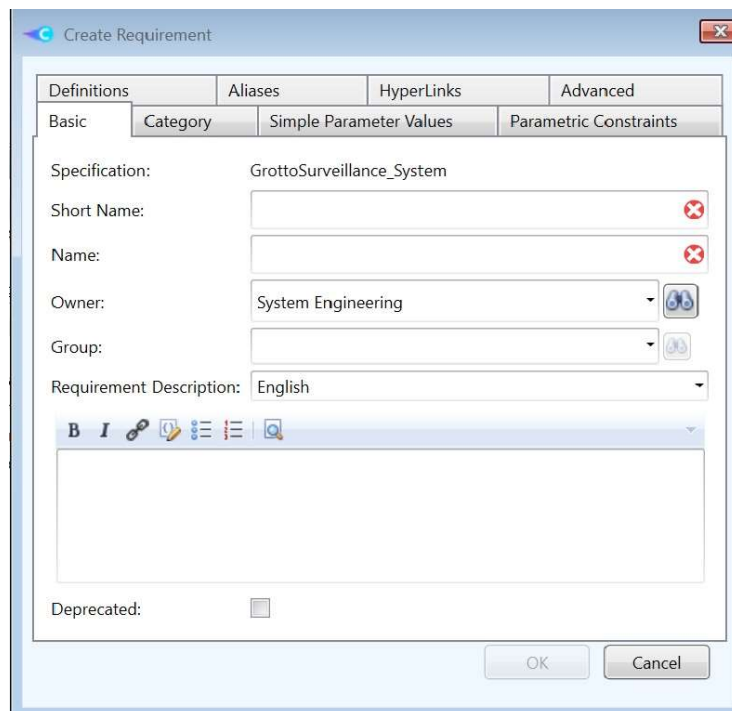 Create Requirement
Definitions Aliases HyperLinks Advanced
Basic Category Simple Parameter Values Parametric Constraints
Specification: GrottoSurveillance_System
Short Name:
Name:
Owner: System Engineering
Group:
Requirement Description: English
B I
Deprecated:
OK Cancel